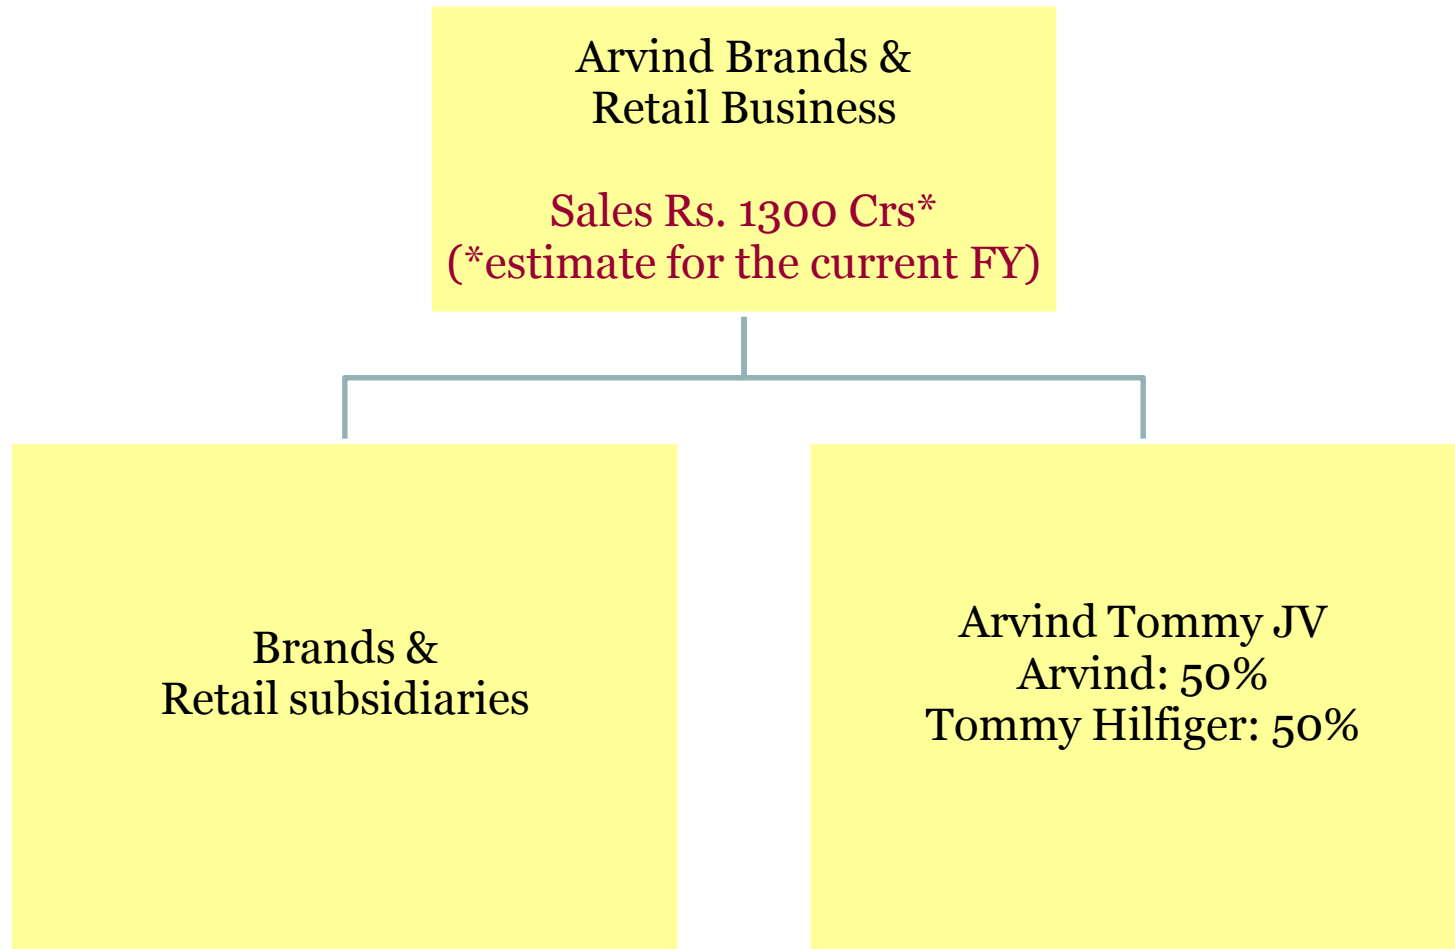 Arvind Brands &
Retail Business
Sales Rs. 1300 Crs*
(*estimate for the current FY)
Brands &
Retail subsidiaries
Arvind Tommy JV
Arvind: 50%
Tommy Hilfiger: 50%